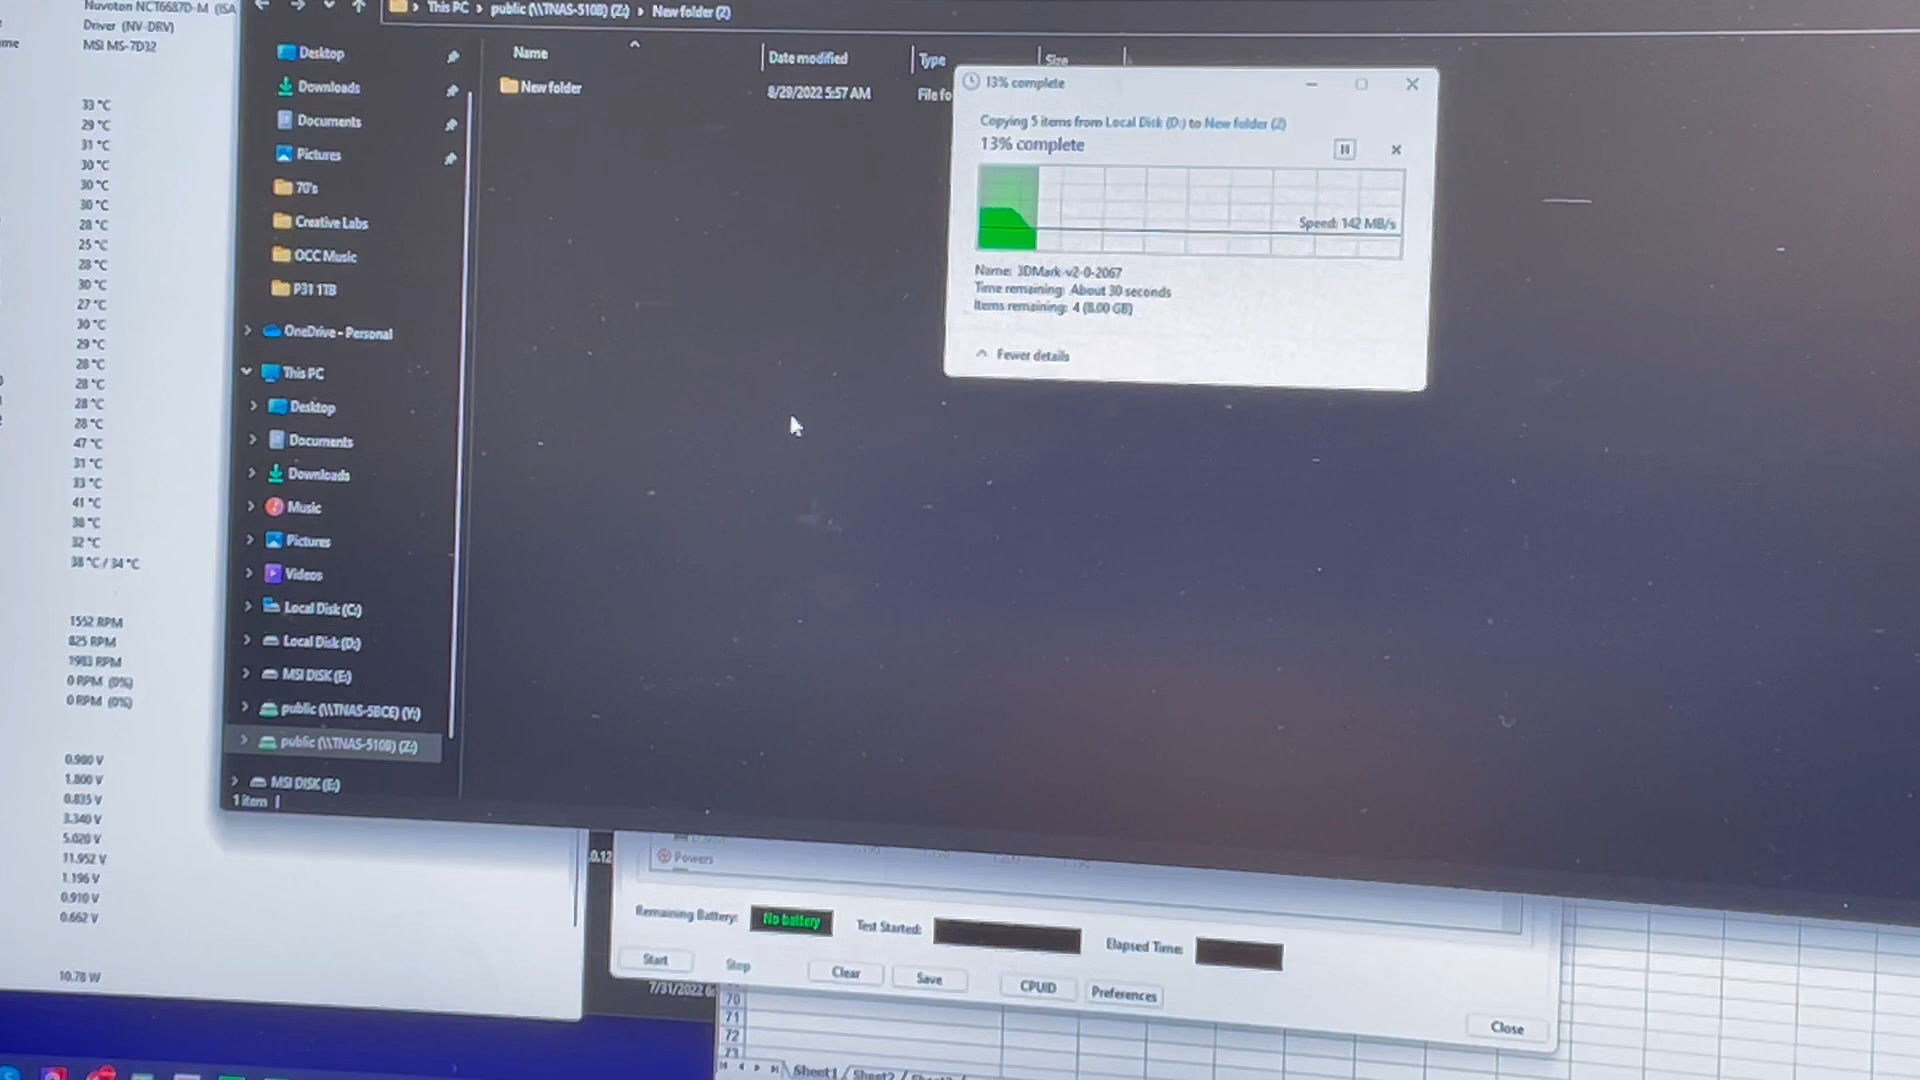 Nuvoton NCT6687D-M (ISA
Driver (NV-DRV)
MSI MS-7D32
33 °C
29 °C
31 °C
30 °C
30 °C
30 °C
28 °C
25 °C
28 °C
30 °C
27 °C
30 °C
29 °C
28 °C
28 °C
28 °C
28 °C
47 °C
31 °C
33 °C
41 °C
38 °C
32 °C
38 °C / 34 °C
1552 RPM
825 RPM
1983 RPM
0 RPM (0%)
0 RPM (0%)
0.980 V
1.800 V
0.835 V
3.340 V
5.020 V
11.952 V
1.196 V
0.910 V
0.662 V
10.78 W
This PC > public (\\TNAS-510B) (Z:) > New folder (2)
Desktop
Downloads
Documents
Pictures
70's
Creative Labs
OCC Music
P31 1TB
OneDrive - Personal
This PC
Desktop
Documents
Downloads
Music
Pictures
Videos
Local Disk (C:)
Local Disk (D:)
MSI DISK (E:)
public (\\TNAS-5BCE) (Y:)
public (\\TNAS-510B) (Z:)
MSI DISK (E:)
1 item
Name Date modified Type Size
New folder 8/29/2022 5:57 AM File fo
13% complete
Copying 5 items from Local Disk (D:) to New folder (2)
13% complete
Speed: 142 MB/s
Name: 3DMark-v2-0-2067
Time remaining: About 30 seconds
Items remaining: 4 (8.00 GB)
Fewer details
.0.12
Powers
Remaining Battery: No battery Test Started: Elapsed Time:
Start Stop Clear Save CPUID Preferences
Close
7/31/2022 6:
70
71
72
73
Sheet1 / Sheet2 /